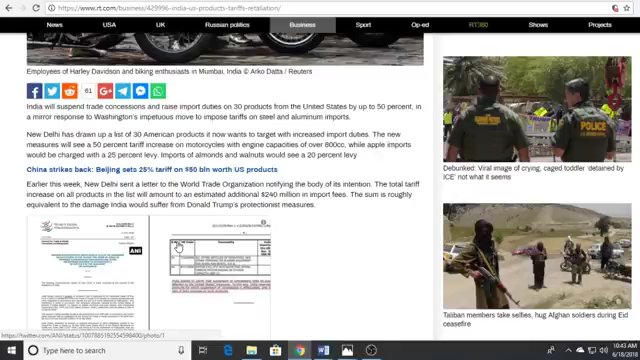 https://www.rt.com/business/429996-india-us-products-tariffs-retaliation/
News USA UK Russian politics Business Sport Op-ed RT360 Shows Projects
Employees of Harley Davidson and biking enthusiasts in Mumbai, India © Arko Datta / Reuters
61
India will suspend trade concessions and raise import duties on 30 products from the United States by up to 50 percent, in
a mirror response to Washington's impetuous move to impose tariffs on steel and aluminum imports.
New Delhi has drawn up a list of 30 American products it now wants to target with increased import duties. The new
measures will see a 50 percent tariff increase on motorcycles with engine capacities of over 800cc, while apple imports
would be charged with a 25 percent levy. Imports of almonds and walnuts would see a 20 percent levy
China strikes back: Beijing sets 25% tariff on $50 bln worth US products
Earlier this week, New Delhi sent a letter to the World Trade Organization notifying the body of its intention. The total tariff
increase on all products in the list will amount to an estimated additional $240 million in import fees. The sum is roughly
equivalent to the damage India would suffer from Donald Trump's protectionist measures.
ANI
POLICE
Debunked: Viral image of crying, caged toddler 'detained by
ICE' not what it seems
Taliban members take selfies, hug Afghan soldiers during Eid
ceasefire
Type here to search
10:43 AM
6/18/2018